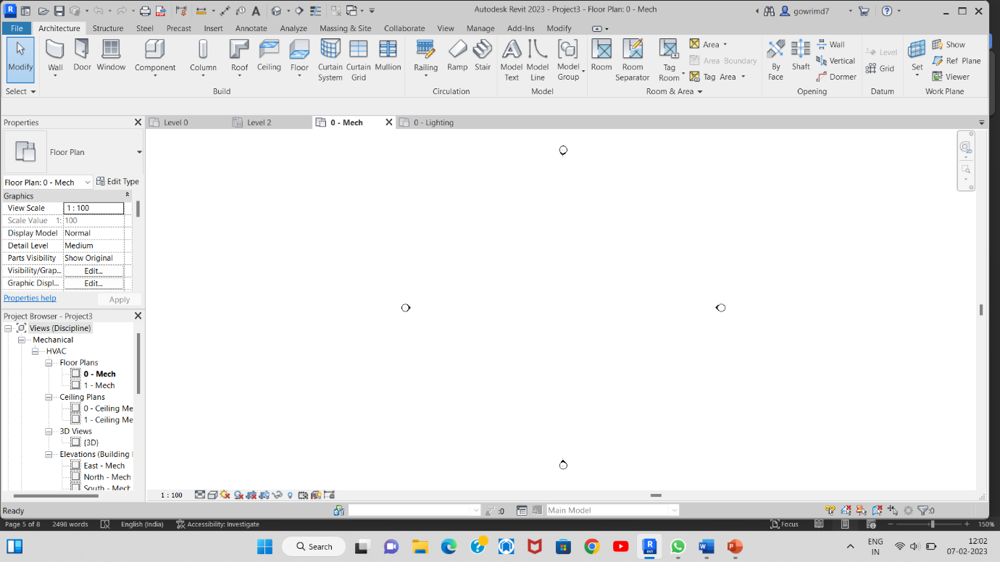 Autodesk Revit 2023 - Project3 - Floor Plan: 0 - Mech
gowrimd7
File Architecture Structure Steel Precast Insert Annotate Analyze Massing & Site Collaborate View Manage Add-Ins Modify
Modify
Wall
Door
Window
Component
Column
Roof
Ceiling
Floor
Curtain System
Curtain Grid
Mullion
Railing
Ramp
Stair
Model Text
Model Line
Model Group
Room
Room Separator
Tag Room
Area
Area Boundary
Tag Area
By Face
Shaft
Wall
Vertical
Dormer
Level
Grid
Set
Show
Ref Plane
Viewer
Select
Build
Circulation
Model
Room & Area
Opening
Datum
Work Plane
Properties
Level 0
Level 2
0 - Mech
0 - Lighting
Floor Plan
Floor Plan: 0 - Mech
Edit Type
Graphics
View Scale 1 : 100
Scale Value 1: 100
Display Model Normal
Detail Level Medium
Parts Visibility Show Original
Visibility/Grap... Edit...
Graphic Displ... Edit...
Properties help
Apply
Project Browser - Project3
Views (Discipline)
Mechanical
HVAC
Floor Plans
0 - Mech
1 - Mech
Ceiling Plans
0 - Ceiling Me
1 - Ceiling Me
3D Views
{3D}
Elevations (Building
East - Mech
North - Mech
South - Mech
1 : 100
Ready
:0
Main Model
:0
Page 5 of 8 2498 words English (India) Accessibility: Investigate
Focus
150%
Search
ENG
IN
12:02
07-02-2023